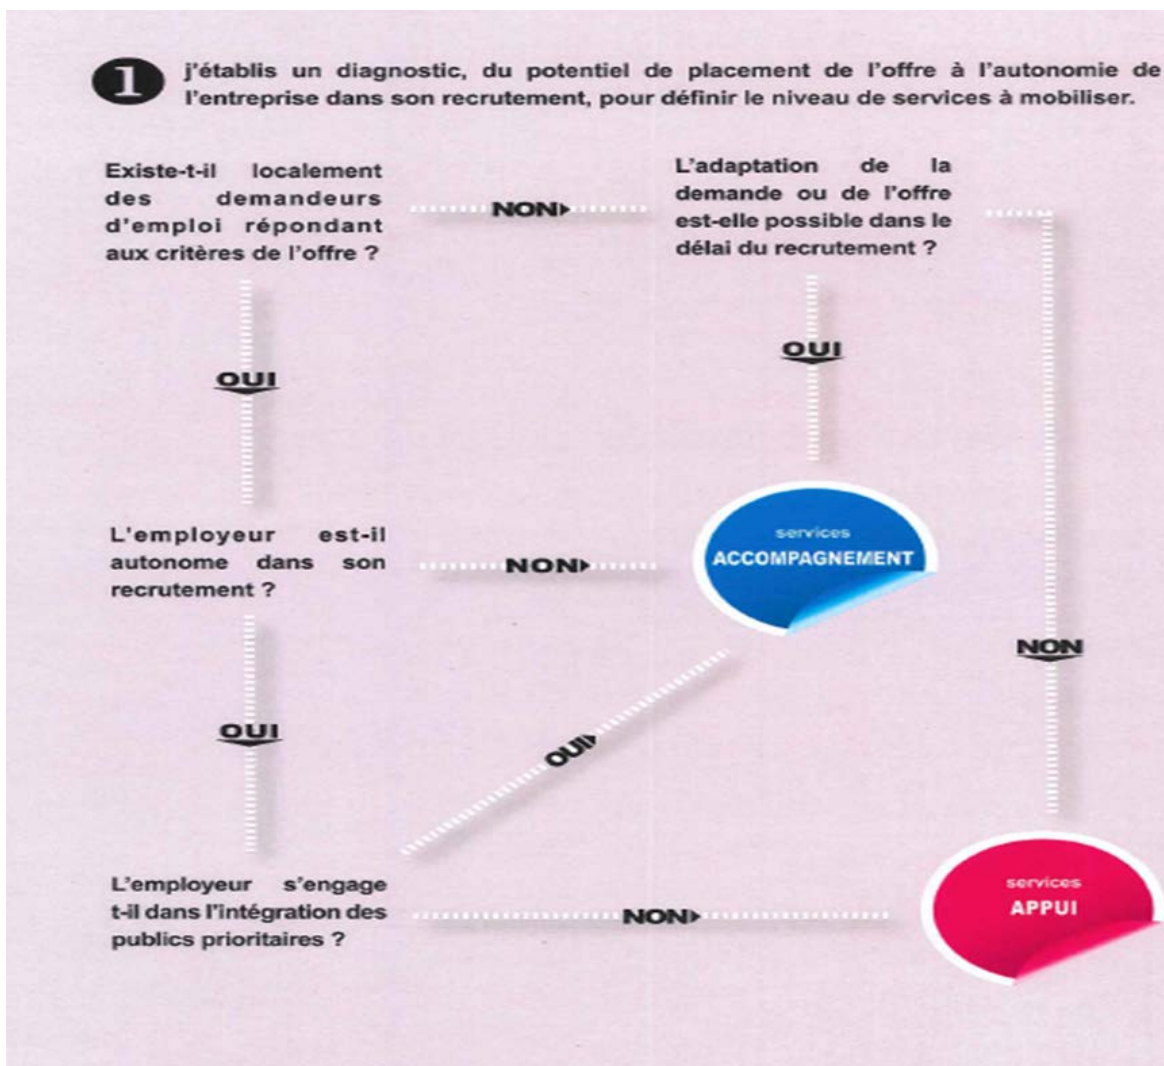 1 j'établis un diagnostic, du potentiel de placement de l'offre à l'autonomie de
l'entreprise dans son recrutement, pour définir le niveau de services à mobiliser.
Existe-t-il localement
des demandeurs
d'emploi répondant
aux critères de l'offre ?
NON
L'adaptation de la
demande ou de l'offre
est-elle possible dans le
délai du recrutement ?
OUI
OUI
L'employeur est-il
autonome dans son
recrutement ?
NON
services
ACCOMPAGNEMENT
NON
OUI
OUI
L'employeur s'engage
t-il dans l'intégration des
publics prioritaires ?
NON
services
APPUI